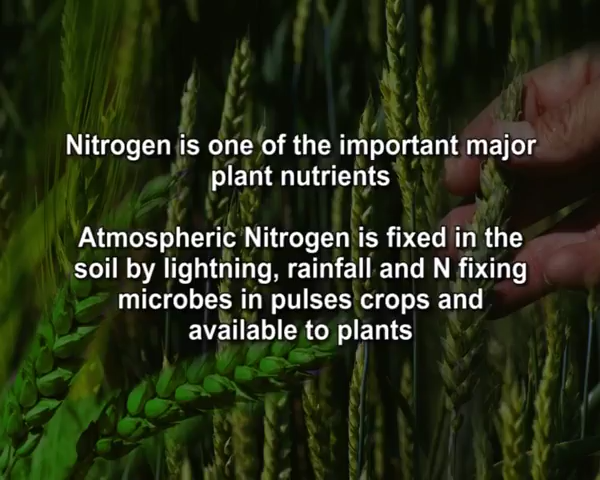 Nitrogen is one of the important major
plant nutrients
Atmospheric Nitrogen is fixed in the
soil by lightning, rainfall and N fixing
microbes in pulses crops and
available to plants